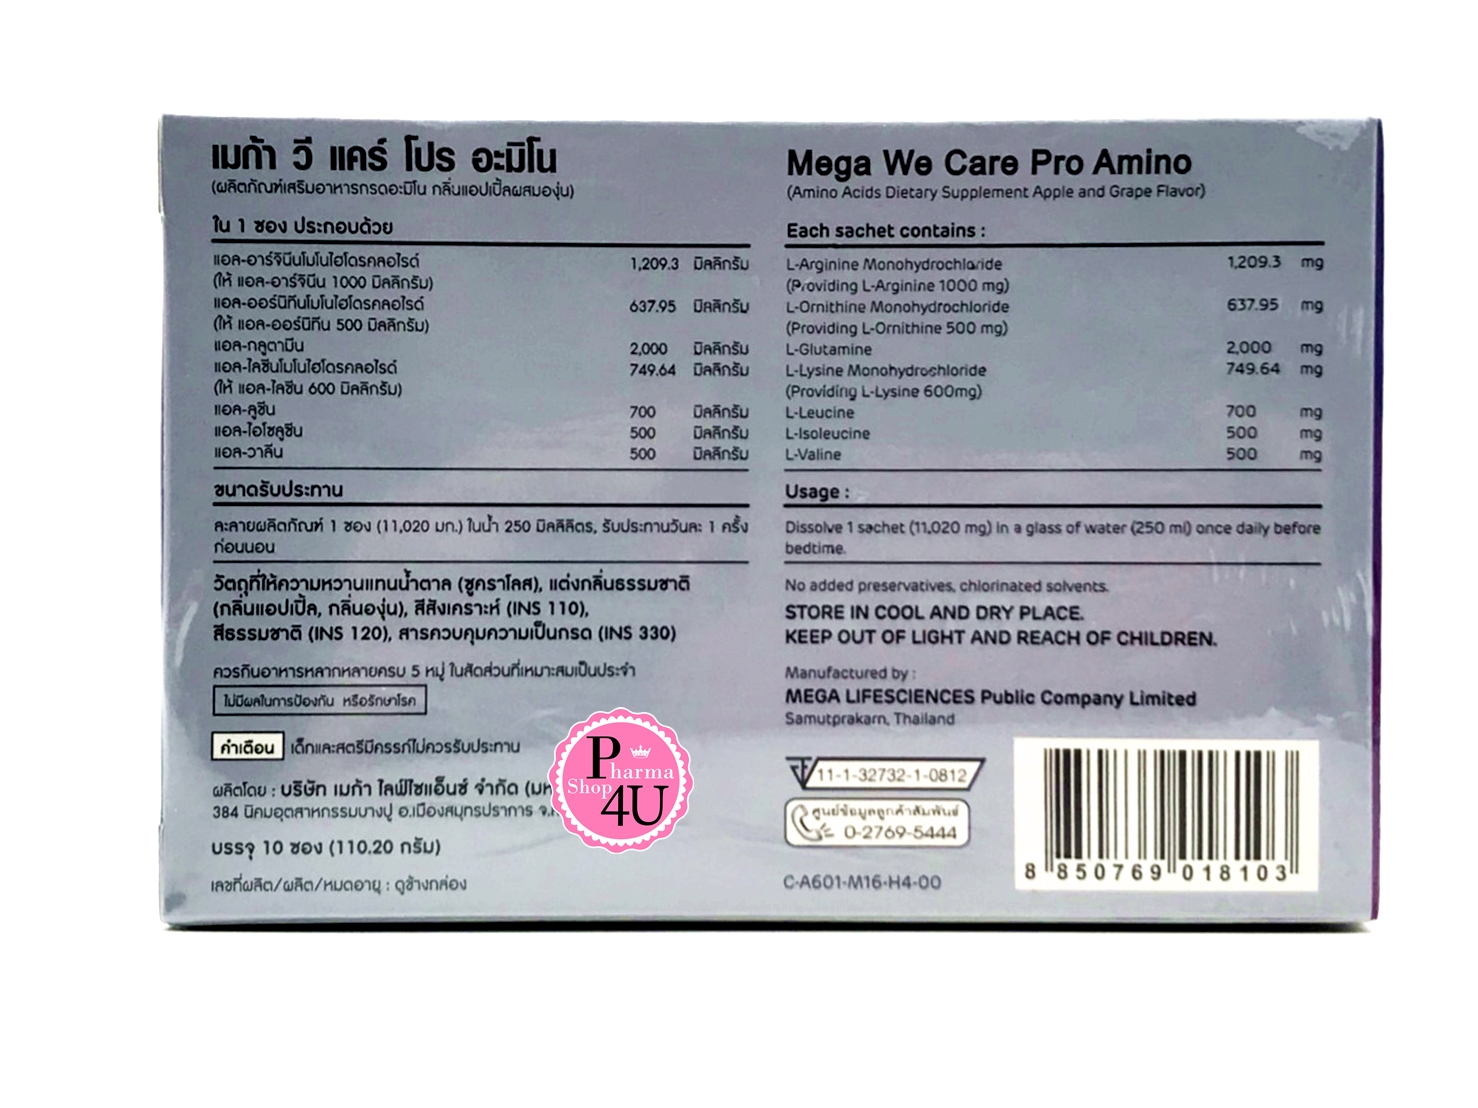 เมก้า วี แคร์ โปร อะมิโน
(ผลิตภัณฑ์เสริมอาหารกรดอะมิโน กลิ่นแอปเปิ้ลผสมองุ่น)
ใน 1 ซอง ประกอบด้วย
แอล-อาร์จินีนโมโนไฮโดรคลอไรด์ 1,209.3 มิลลิกรัม
(ให้ แอล-อาร์จินีน 1000 มิลลิกรัม)
แอล-ออร์นิทีนโมโนไฮโดรคลอไรด์ 637.95 มิลลิกรัม
(ให้ แอล-ออร์นิทีน 500 มิลลิกรัม)
แอล-กลูตามีน 2,000 มิลลิกรัม
แอล-ไลซีนโมโนไฮโดรคลอไรด์ 749.64 มิลลิกรัม
(ให้ แอล-ไลซีน 600 มิลลิกรัม)
แอล-ลูซีน 700 มิลลิกรัม
แอล-ไอโซลูซีน 500 มิลลิกรัม
แอล-วาลีน 500 มิลลิกรัม
ขนาดรับประทาน
ละลายผลิตภัณฑ์ 1 ซอง (11,020 มก.) ในน้ำ 250 มิลลิลิตร, รับประทานวันละ 1 ครั้ง
ก่อนนอน
วัตถุที่ให้ความหวานแทนน้ำตาล (ซูคราโลส), แต่งกลิ่นธรรมชาติ
(กลิ่นแอปเปิ้ล, กลิ่นองุ่น), สีสังเคราะห์ (INS 110),
สีธรรมชาติ (INS 120), สารควบคุมความเป็นกรด (INS 330)
ควรกินอาหารหลากหลายครบ 5 หมู่ ในสัดส่วนที่เหมาะสมเป็นประจำ
ไม่มีผลในการป้องกัน หรือรักษาโรค
คำเตือน เด็กและสตรีมีครรภ์ไม่ควรรับประทาน
ผลิตโดย : บริษัท เมก้า ไลฟ์ไซแอ็นซ์ จำกัด
384 นิคมอุตสาหกรรมบางปู อ.เมืองสมุทรปราการ
บรรจุ 10 ซอง (110.20 กรัม)
เลขที่ผลิต/ผลิต/หมดอายุ : ดูข้างกล่อง
Pharma
Shop
4U
Mega We Care Pro Amino
(Amino Acids Dietary Supplement Apple and Grape Flavor)
Each sachet contains :
L-Arginine Monohydrochloride 1,209.3 mg
(Providing L-Arginine 1000 mg)
L-Ornithine Monohydrochloride 637.95 mg
(Providing L-Ornithine 500 mg)
L-Glutamine 2,000 mg
L-Lysine Monohydrochloride 749.64 mg
(Providing L-Lysine 600mg)
L-Leucine 700 mg
L-Isoleucine 500 mg
L-Valine 500 mg
Usage :
Dissolve 1 sachet (11,020 mg) in a glass of water (250 ml) once daily before
bedtime.
No added preservatives, chlorinated solvents.
STORE IN COOL AND DRY PLACE.
KEEP OUT OF LIGHT AND REACH OF CHILDREN.
Manufactured by :
MEGA LIFESCIENCES Public Company Limited
Samutprakarn, Thailand
11-1-32732-1-0812
ศูนย์ข้อมูลลูกค้าสัมพันธ์
0-2769-5444
C-A601-M16-H4-00
8 850769 018103